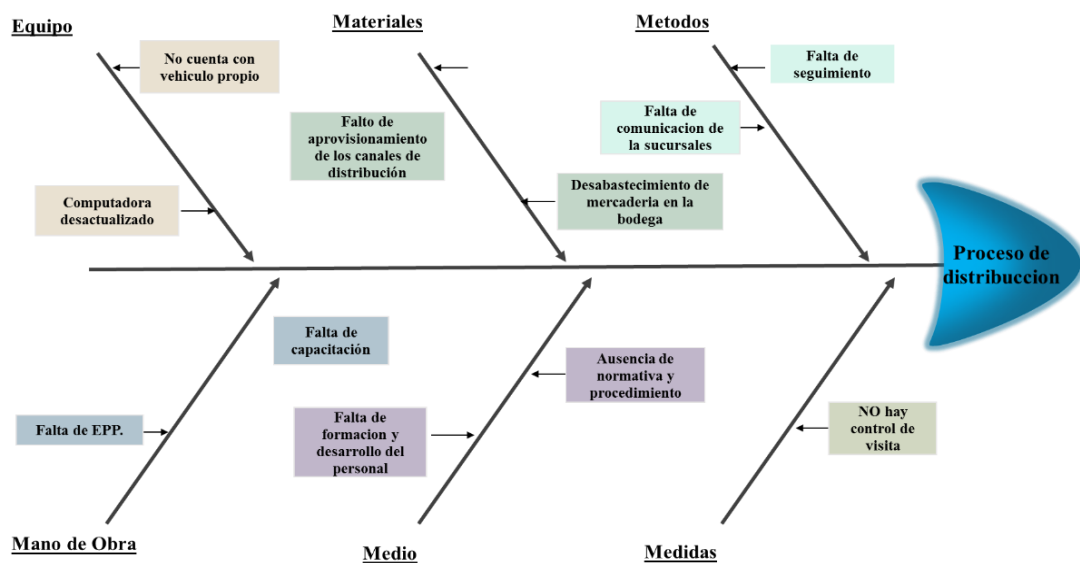 Equipo
Materiales
Metodos
No cuenta con
vehiculo propio
Falta de
seguimiento
Falto de
aprovisionamiento
de los canales de
distribución
Falta de
comunicacion de
la sucursales
Computadora
desactualizado
Desabastecimiento de
mercaderia en la
bodega
Proceso de
distribuccion
Falta de
capacitación
Ausencia de
normativa y
procedimiento
Falta de EPP.
Falta de
formacion y
desarrollo del
personal
NO hay
control de
visita
Mano de Obra
Medio
Medidas